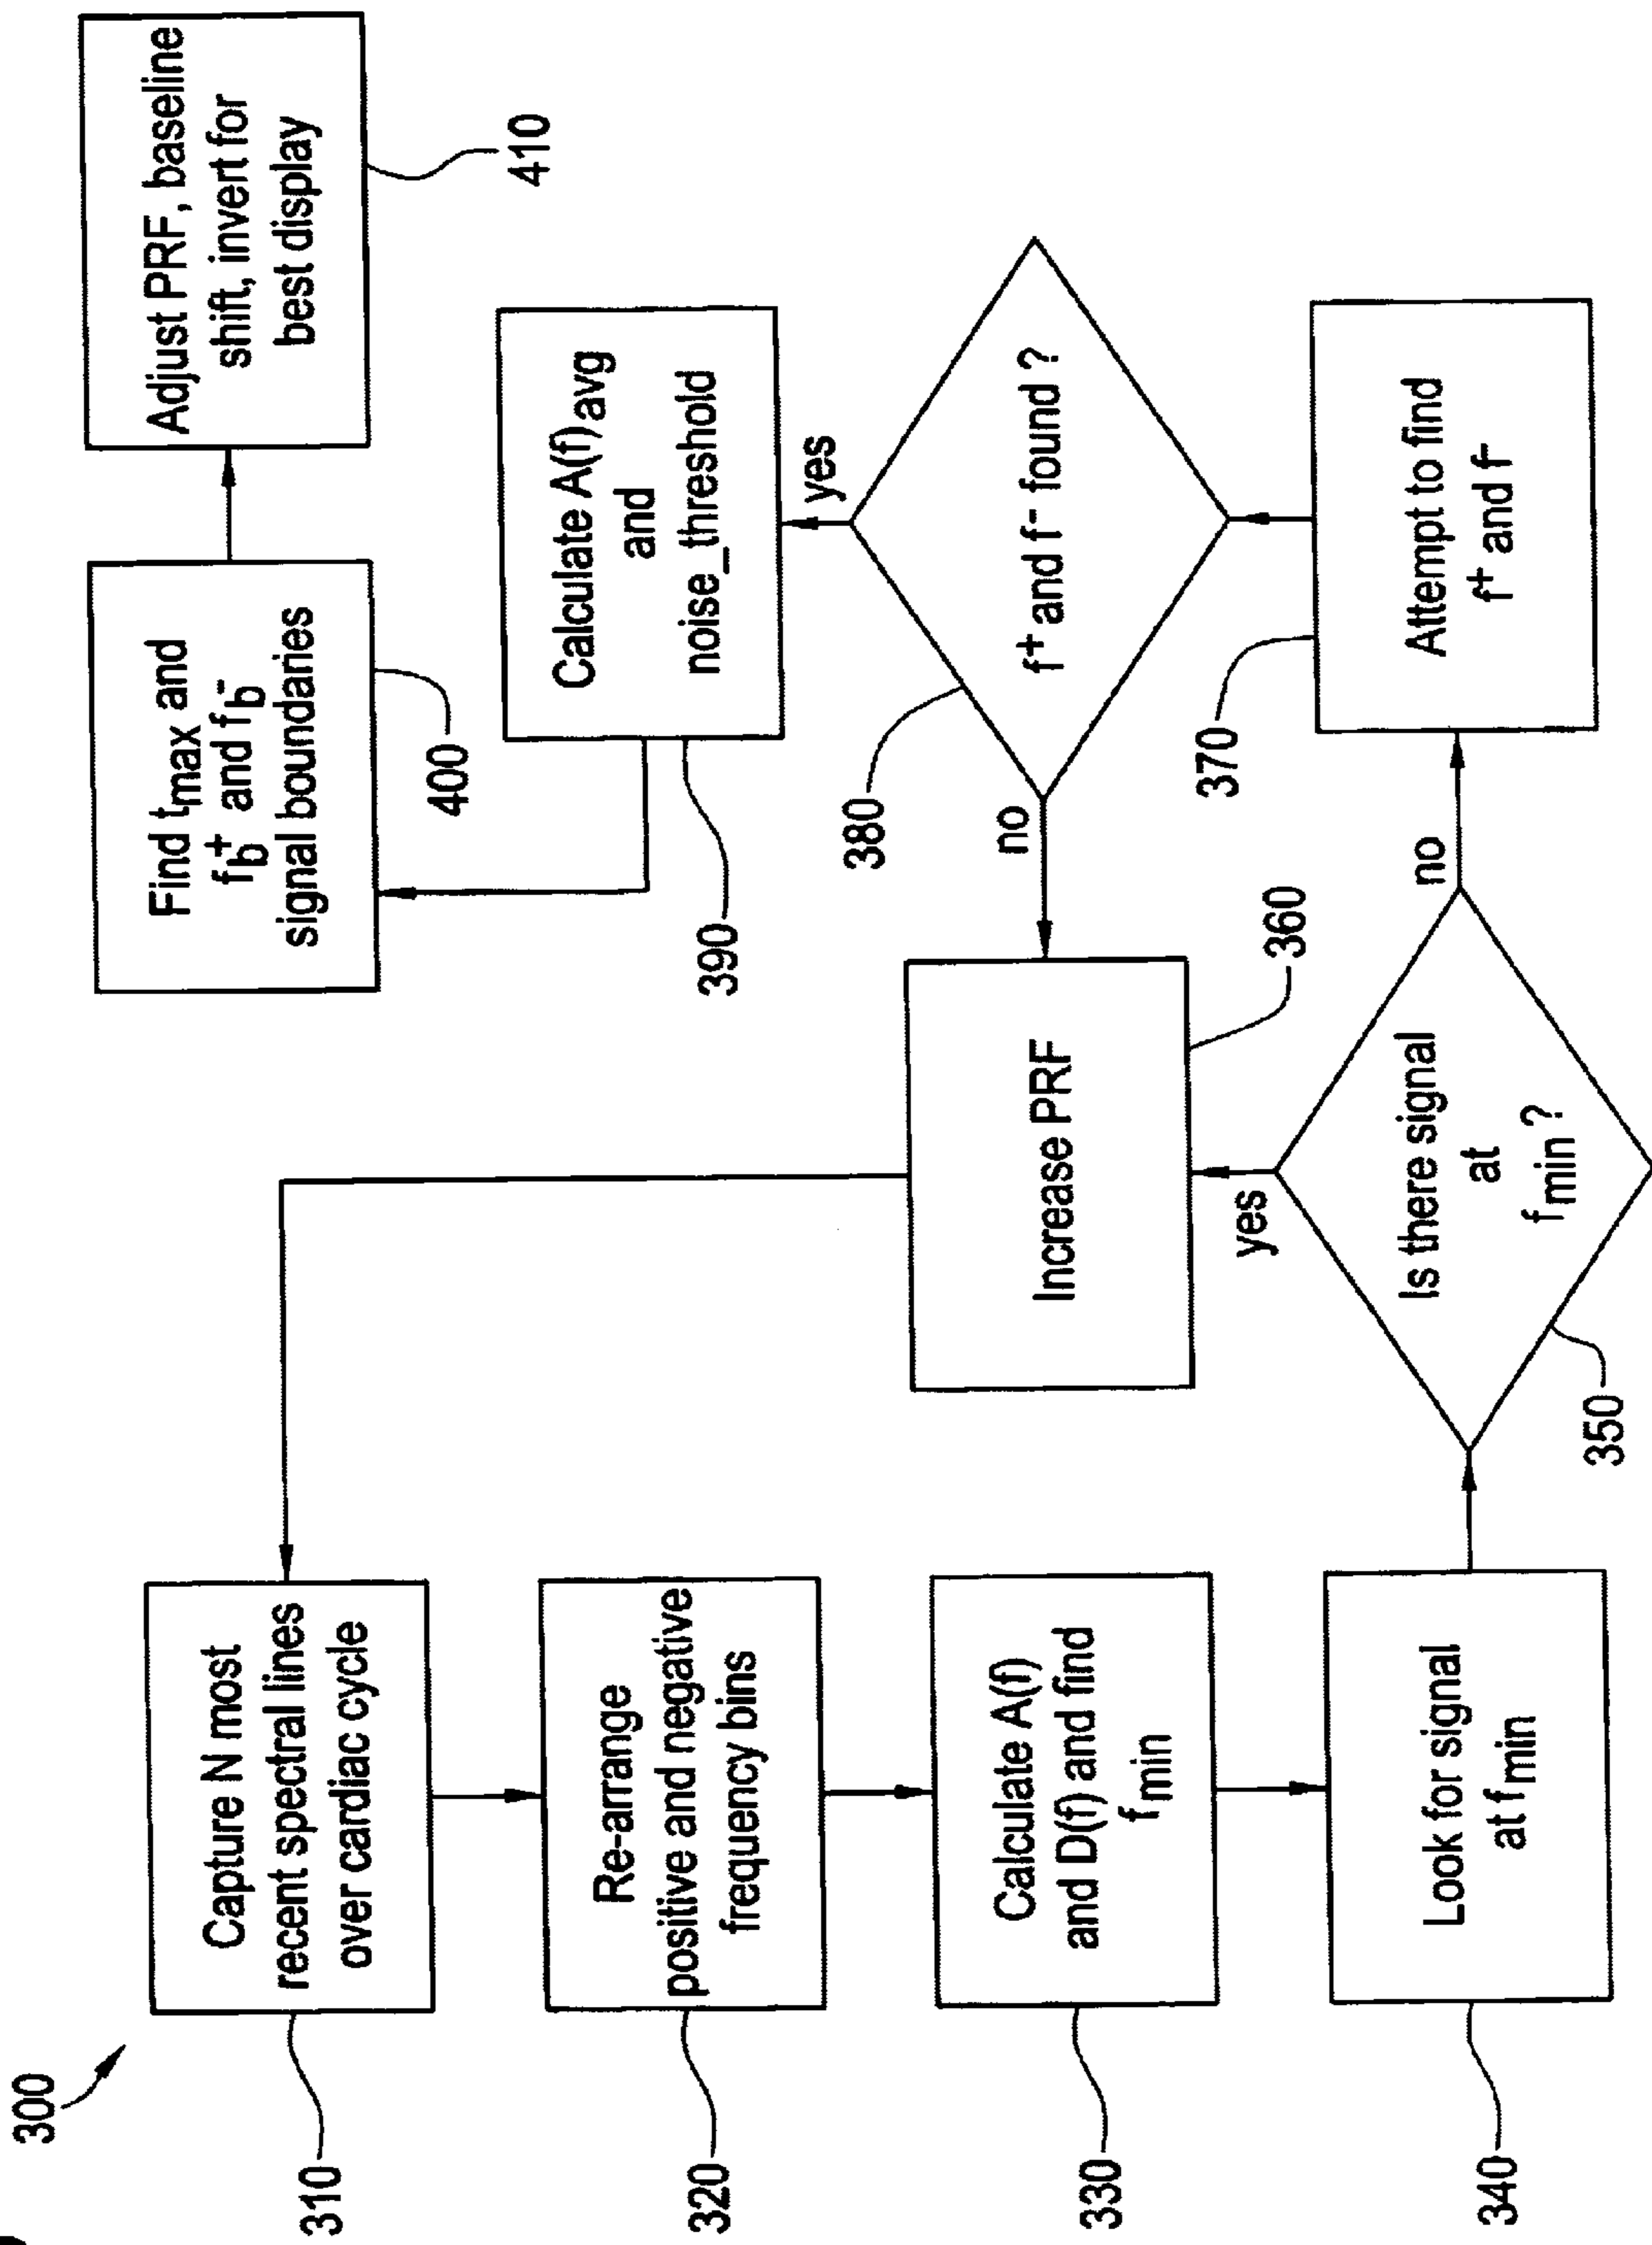 300
310
Capture N most
recent spectral lines
over cardiac cycle
320
Re-arrange
positive and negative
frequency bins
330
Calculate A(f)
and D(f) and find
fmin
340
Look for signal
at fmin
350
Is there signal
at
fmin ?
yes
no
Increase PRF
360
370
Attempt to find
f+ and f-
380
f+ and f- found ?
no
yes
390
Calculate A(f)avg
and
noise_threshold
400
Find tmax and
fb+ and fb-
signal boundaries
Adjust PRF, baseline
shift, invert for
best display
410